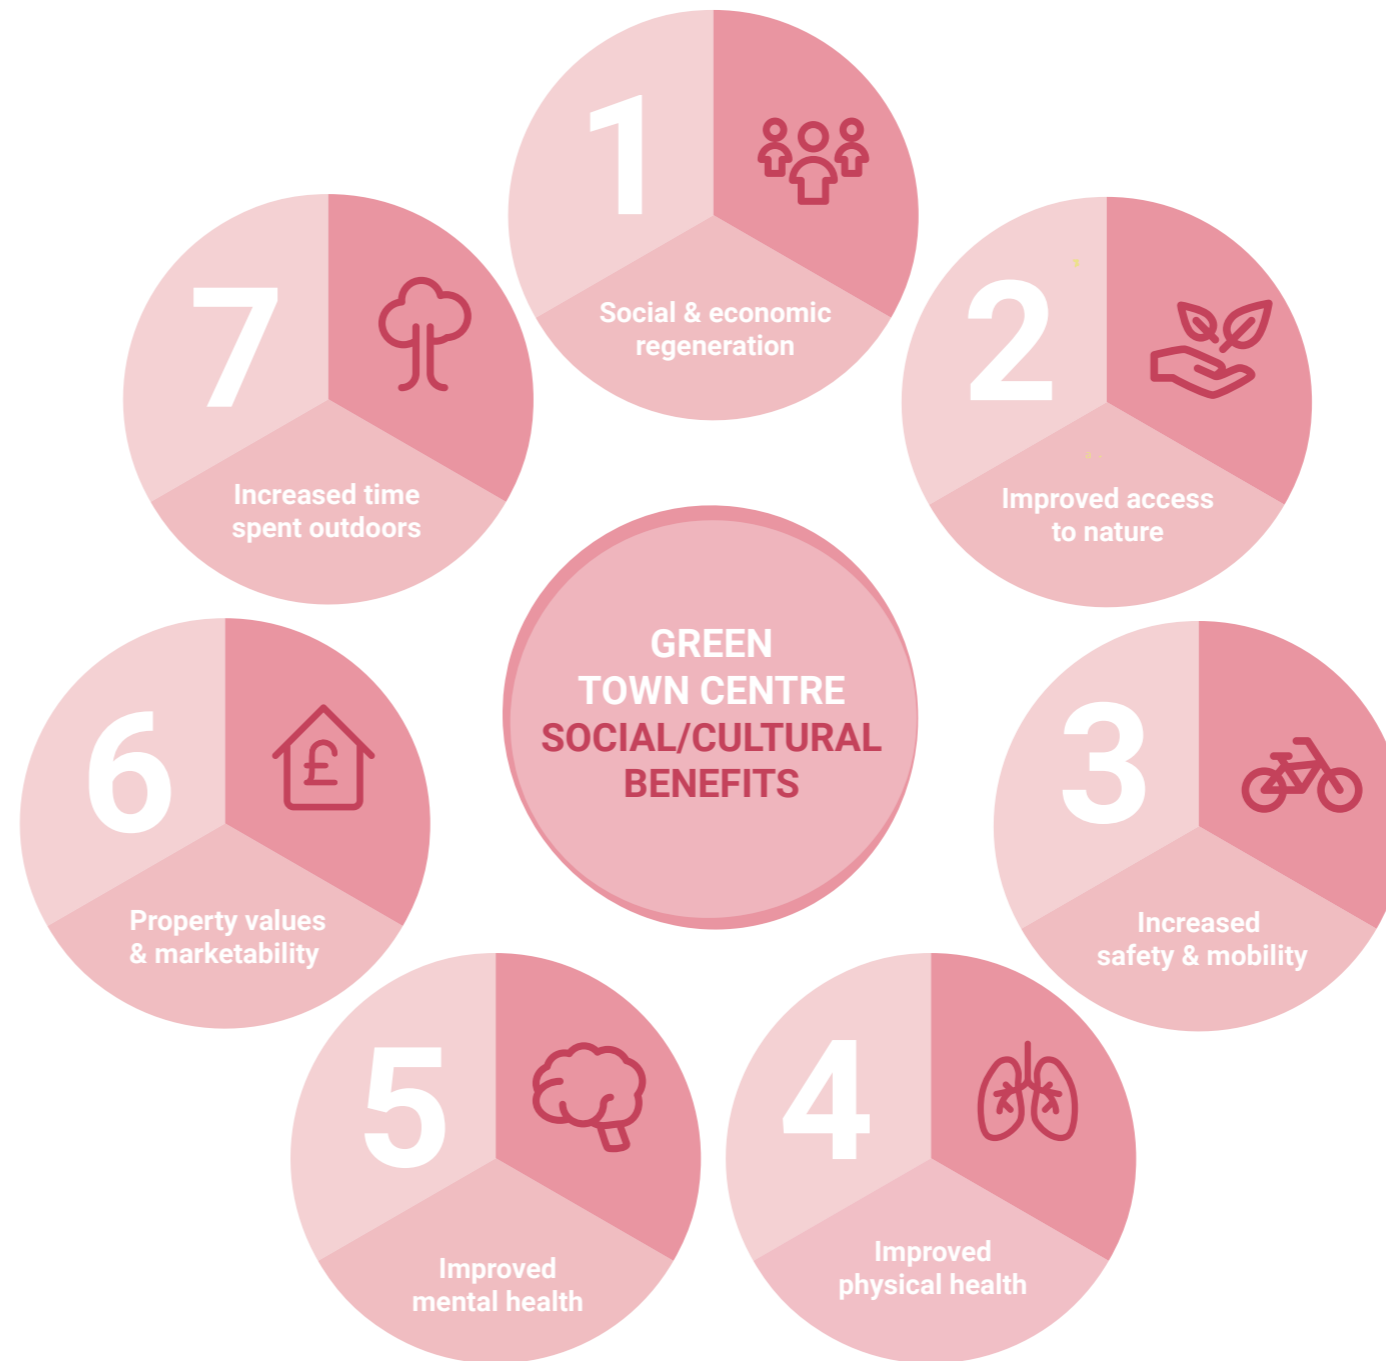 GREEN
TOWN CENTRE
SOCIAL/CULTURAL
BENEFITS
1
Social & economic
regeneration
2
Improved access
to nature
3
Increased
safety & mobility
4
Improved
physical health
5
Improved
mental health
6
£
Property values
& marketability
7
Increased time
spent outdoors